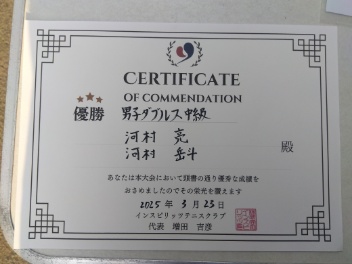 CERTIFICATE
OF COMMENDATION
優勝 男子ダブルス中級
河村 亮
河村 岳斗
殿
あなたは本大会において頭書の通り優秀な成績を
おさめましたのでその栄光を讃えます
2025 年 3 月 23 日
インスピリッツテニスクラブ
代表 増田 吉彦